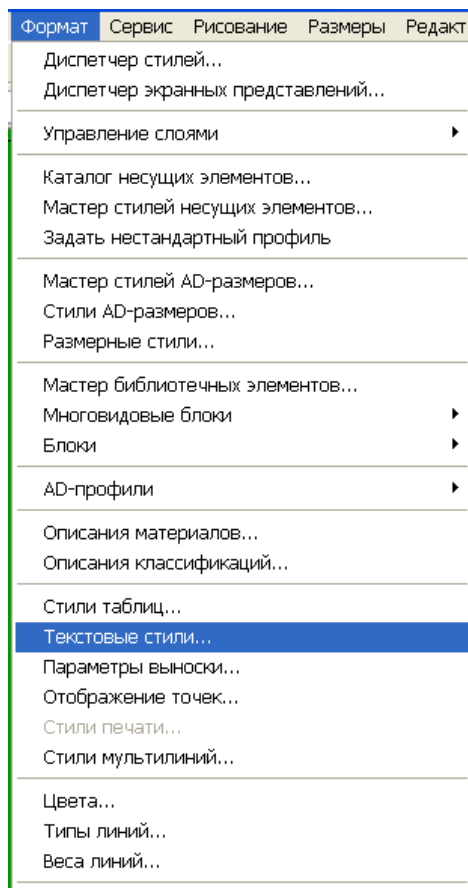 Формат Сервис Рисование Размеры Редакт
Диспетчер стилей...
Диспетчер экранных представлений...
Управление слоями
Каталог несущих элементов...
Мастер стилей несущих элементов...
Задать нестандартный профиль
Мастер стилей AD-размеров...
Стили AD-размеров...
Размерные стили...
Мастер библиотечных элементов...
Многовидовые блоки
Блоки
AD-профили
Описания материалов...
Описания классификаций...
Стили таблиц...
Текстовые стили...
Параметры выноски...
Отображение точек...
Стили печати...
Стили мультилиний...
Цвета...
Типы линий...
Веса линий...